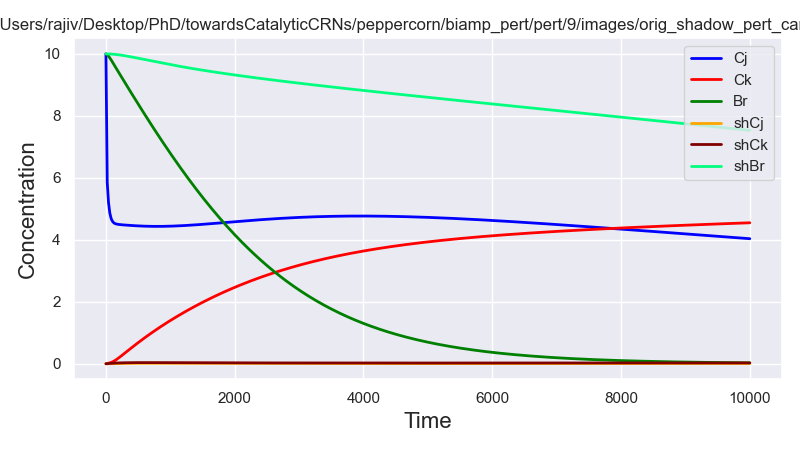 Users/rajiv/Desktop/PhD/towardsCatalyticCRNs/peppercorn/biamp_pert/pert/9/images/orig_shadow_pert_car
Cj
Ck
Br
shCj
shCk
shBr
Concentration
10
8
6
4
2
0
0
2000
4000
6000
8000
10000
Time